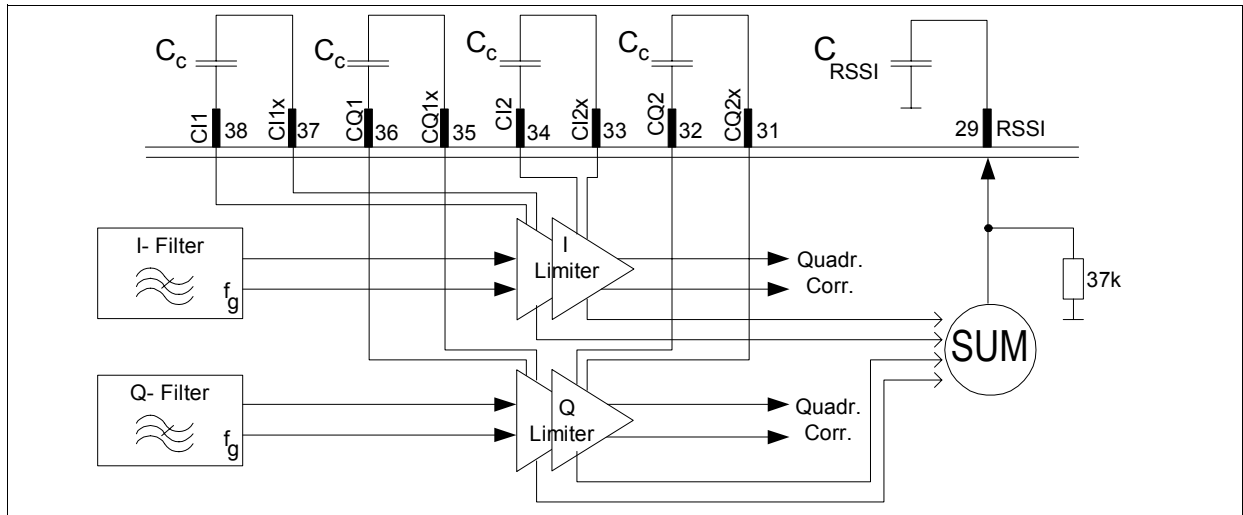 Cc
Cc
Cc
Cc
CRSSI
CI1
38
CI1x
37
CQ1
36
CQ1x
35
CI2
34
CI2x
33
CQ2
32
CQ2x
31
29
RSSI
I- Filter
fg
I
Limiter
Quadr.
Corr.
37k
SUM
Q- Filter
fg
Q
Limiter
Quadr.
Corr.